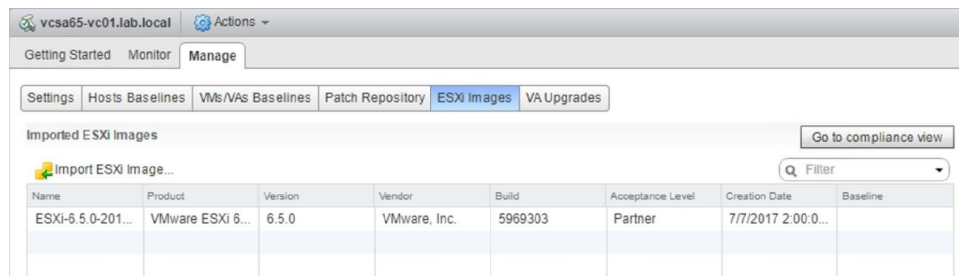 vcsa65-vc01.lab.local Actions
Getting Started Monitor Manage
Settings Hosts Baselines VMs/VAs Baselines Patch Repository ESXi Images VA Upgrades
Imported ESXi Images Go to compliance view
Import ESXi Image... Filter
Name Product Version Vendor Build Acceptance Level Creation Date Baseline
ESXi-6.5.0-201... VMware ESXi 6... 6.5.0 VMware, Inc. 5969303 Partner 7/7/2017 2:00:0...